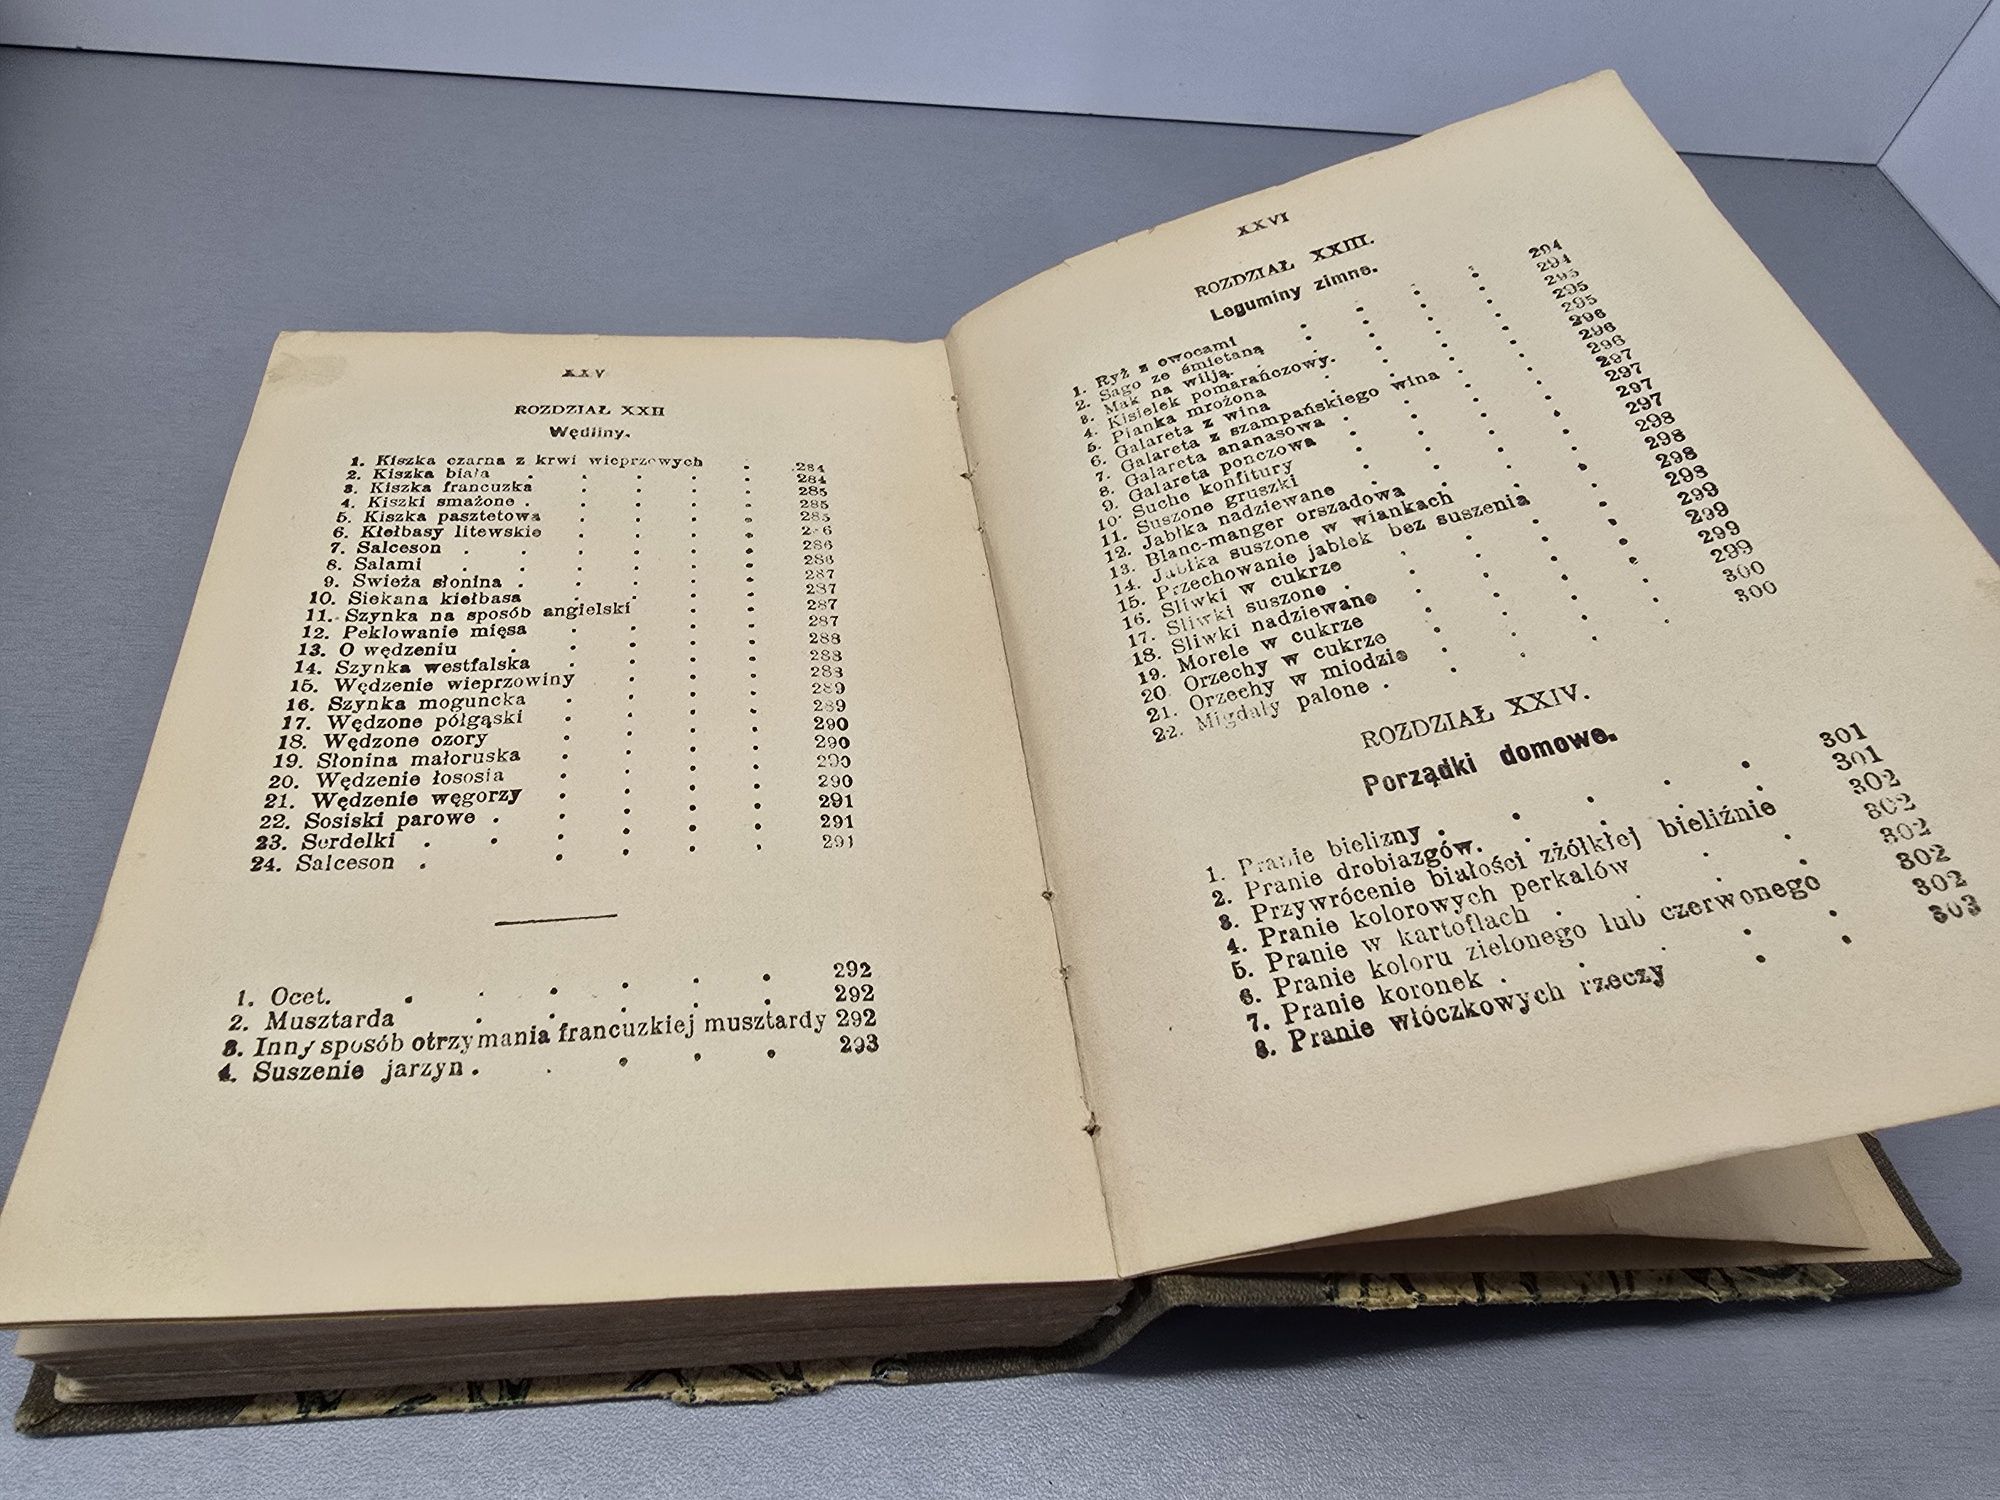 XXV
ROZDZIAŁ XXII
Wędliny.
1. Kiszka czarna z krwi wieprzowych . 284
2. Kiszka biała . . . . . 284
3. Kiszka francuzka . . . . 285
4. Kiszki smażone . . . . . 285
5. Kiszka pasztetowa . . . . 285
6. Kiełbasy litewskie . . . . 286
7. Salceson . . . . . . 286
8. Salami . . . . . . 286
9. Swieża słonina . . . . . 287
10. Siekana kiełbasa . . . . 287
11. Szynka na sposób angielski . . 287
12. Peklowanie mięsa . . . . 287
13. O wędzeniu . . . . . 288
14. Szynka westfalska . . . . 288
15. Wędzenie wieprzowiny . . . 288
16. Szynka moguncka . . . . 289
17. Wędzone półgąski . . . . 289
18. Wędzone ozory . . . . 290
19. Słonina małoruska . . . . 290
20. Wędzenie łososia . . . . 290
21. Wędzenie węgorzy . . . . 290
22. Sosiski parowe . . . . . 291
23. Serdelki . . . . . . 291
24. Salceson . . . . . 291
1. Ocet. . . . . . . 292
2. Musztarda . . . . . 292
3. Inny sposób otrzymania francuzkiej musztardy 292
4. Suszenie jarzyn . . . . . 293
XXVI
ROZDZIAŁ XXIII.
Leguminy zimne.
1. Ryż z owocami . . . . 294
2. Sago ze śmietaną . . . . 294
3. Mak na wilją. . . . . 295
4. Kisielek pomarańczowy. . . . 295
5. Pianka mrożona . . . . 295
6. Galareta z wina . . . . 296
7. Galareta z szampańskiego wina . . 296
8. Galareta ananasowa . . . . 296
9. Galareta ponczowa . . . . 297
10. Suche konfitury . . . . 297
11. Suszone gruszki . . . . 297
12. Jabłka nadziewane . . . . 297
13. Blanc-manger orszadowa . . . 298
14. Jabłka suszone w wiankach . . . 298
15. Przechowanie jabłek bez suszenia . . 298
16. Sliwki w cukrze . . . . 298
17. Sliwki suszone . . . . . 299
18. Sliwki nadziewane . . . . 299
19. Morele w cukrze . . . . 299
20. Orzechy w cukrze . . . . 299
21. Orzechy w miodzie . . . . 300
22. Migdały palone . . . . 300
ROZDZIAŁ XXIV.
Porządki domowe.
1. Pranie bielizny . . . . . 301
2. Pranie drobiazgów. . . . . 301
3. Przywrócenie białości zżółkłej bieliźnie 302
4. Pranie kolorowych perkalów . . . 302
5. Pranie w kartoflach . . . . 302
6. Pranie koloru zielonego lub czerwonego 302
7. Pranie koronek . . . . . 302
8. Pranie włóczkowych rzeczy . . 303